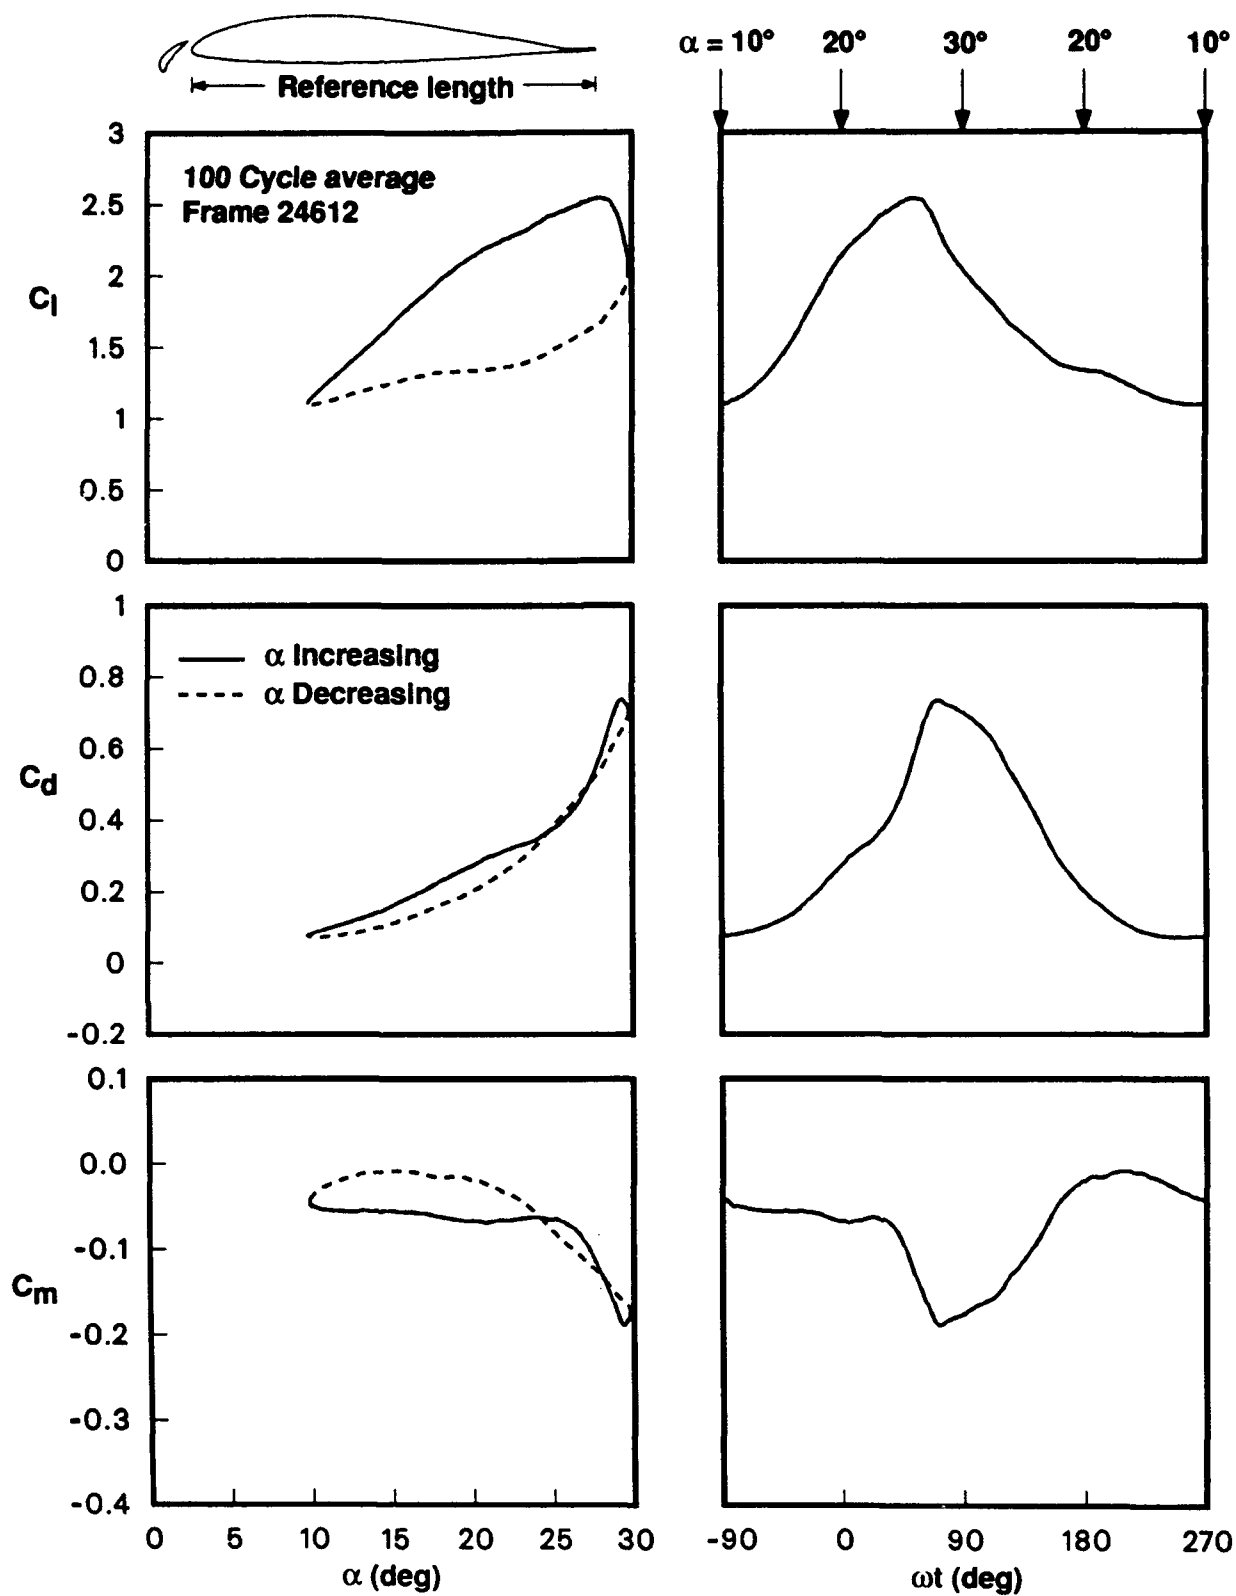 α = 10° 20° 30° 20° 10°
Reference length
3
100 Cycle average
Frame 24612
2.5
2
Cl
1.5
1
0.5
0
1
α Increasing
α Decreasing
0.8
0.6
Cd
0.4
0.2
0
-0.2
0.1
0.0
-0.1
Cm
-0.2
-0.3
-0.4
0 5 10 15 20 25 30
α (deg)
-90 0 90 180 270
ωt (deg)